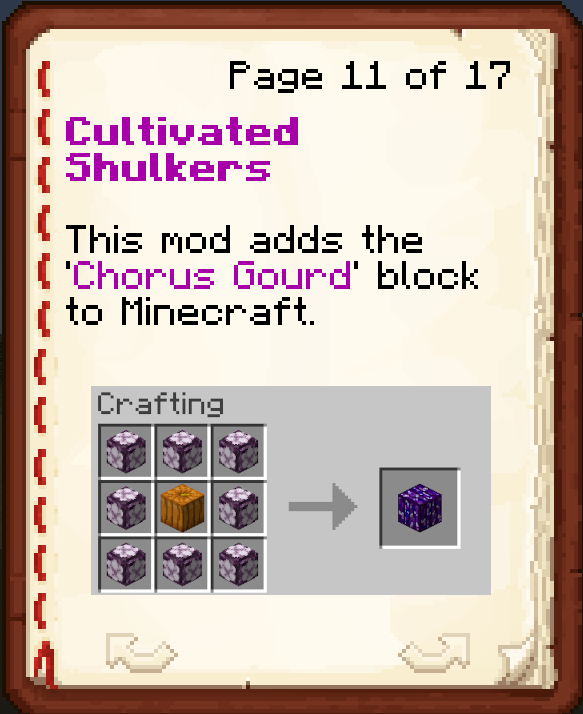 Page 11 of 17
Cultivated
Shulkers
This mod adds the
'Chorus Gourd' block
to Minecraft.
Crafting